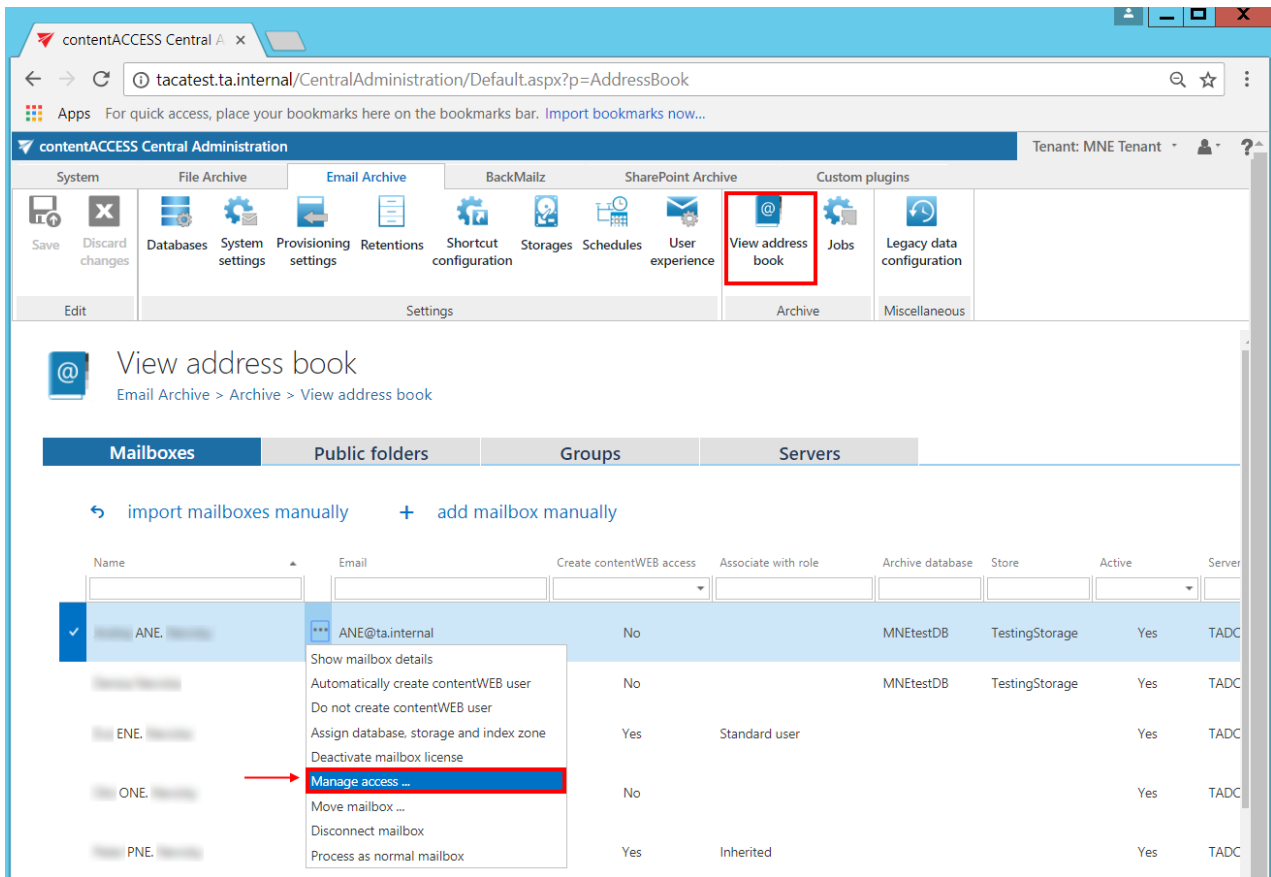 contentACCESS Central A
tacatest.ta.internal/CentralAdministration/Default.aspx?p=AddressBook
Apps For quick access, place your bookmarks here on the bookmarks bar. Import bookmarks now...
contentACCESS Central Administration Tenant: MNE Tenant ?
System File Archive Email Archive BackMailz SharePoint Archive Custom plugins
Save Discard changes Databases System settings Provisioning settings Retentions Shortcut configuration Storages Schedules User experience View address book Jobs Legacy data configuration
Edit Settings Archive Miscellaneous
@ View address book
Email Archive > Archive > View address book
Mailboxes Public folders Groups Servers
import mailboxes manually + add mailbox manually
Name Email Create contentWEB access Associate with role Archive database Store Active Server
ANE. ... ANE@ta.internal No MNEtestDB TestingStorage Yes TADC
Show mailbox details
Automatically create contentWEB user No MNEtestDB TestingStorage Yes TADC
Do not create contentWEB user
ENE. Assign database, storage and index zone Yes Standard user Yes TADC
Deactivate mailbox license
Manage access ...
ONE. No Yes TADC
Move mailbox ...
Disconnect mailbox
PNE. Process as normal mailbox Yes Inherited Yes TADC